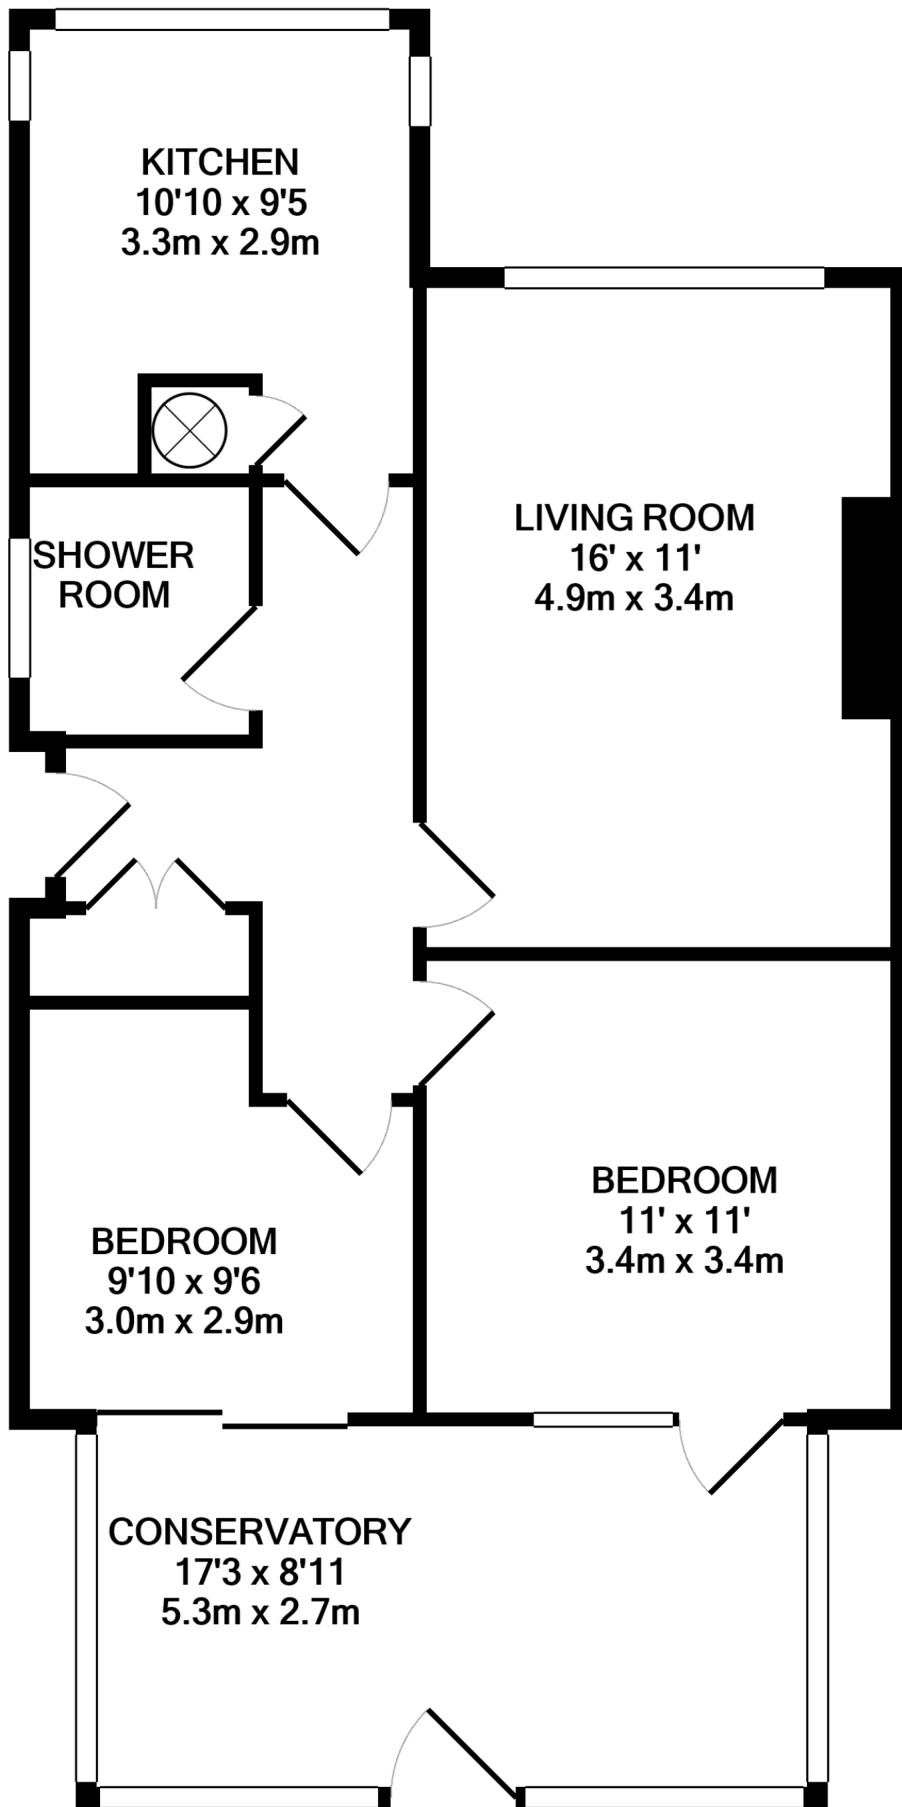 KITCHEN
10'10 x 9'5
3.3m x 2.9m
LIVING ROOM
16' x 11'
4.9m x 3.4m
SHOWER
ROOM
BEDROOM
11' x 11'
3.4m x 3.4m
BEDROOM
9'10 x 9'6
3.0m x 2.9m
CONSERVATORY
17'3 x 8'11
5.3m x 2.7m